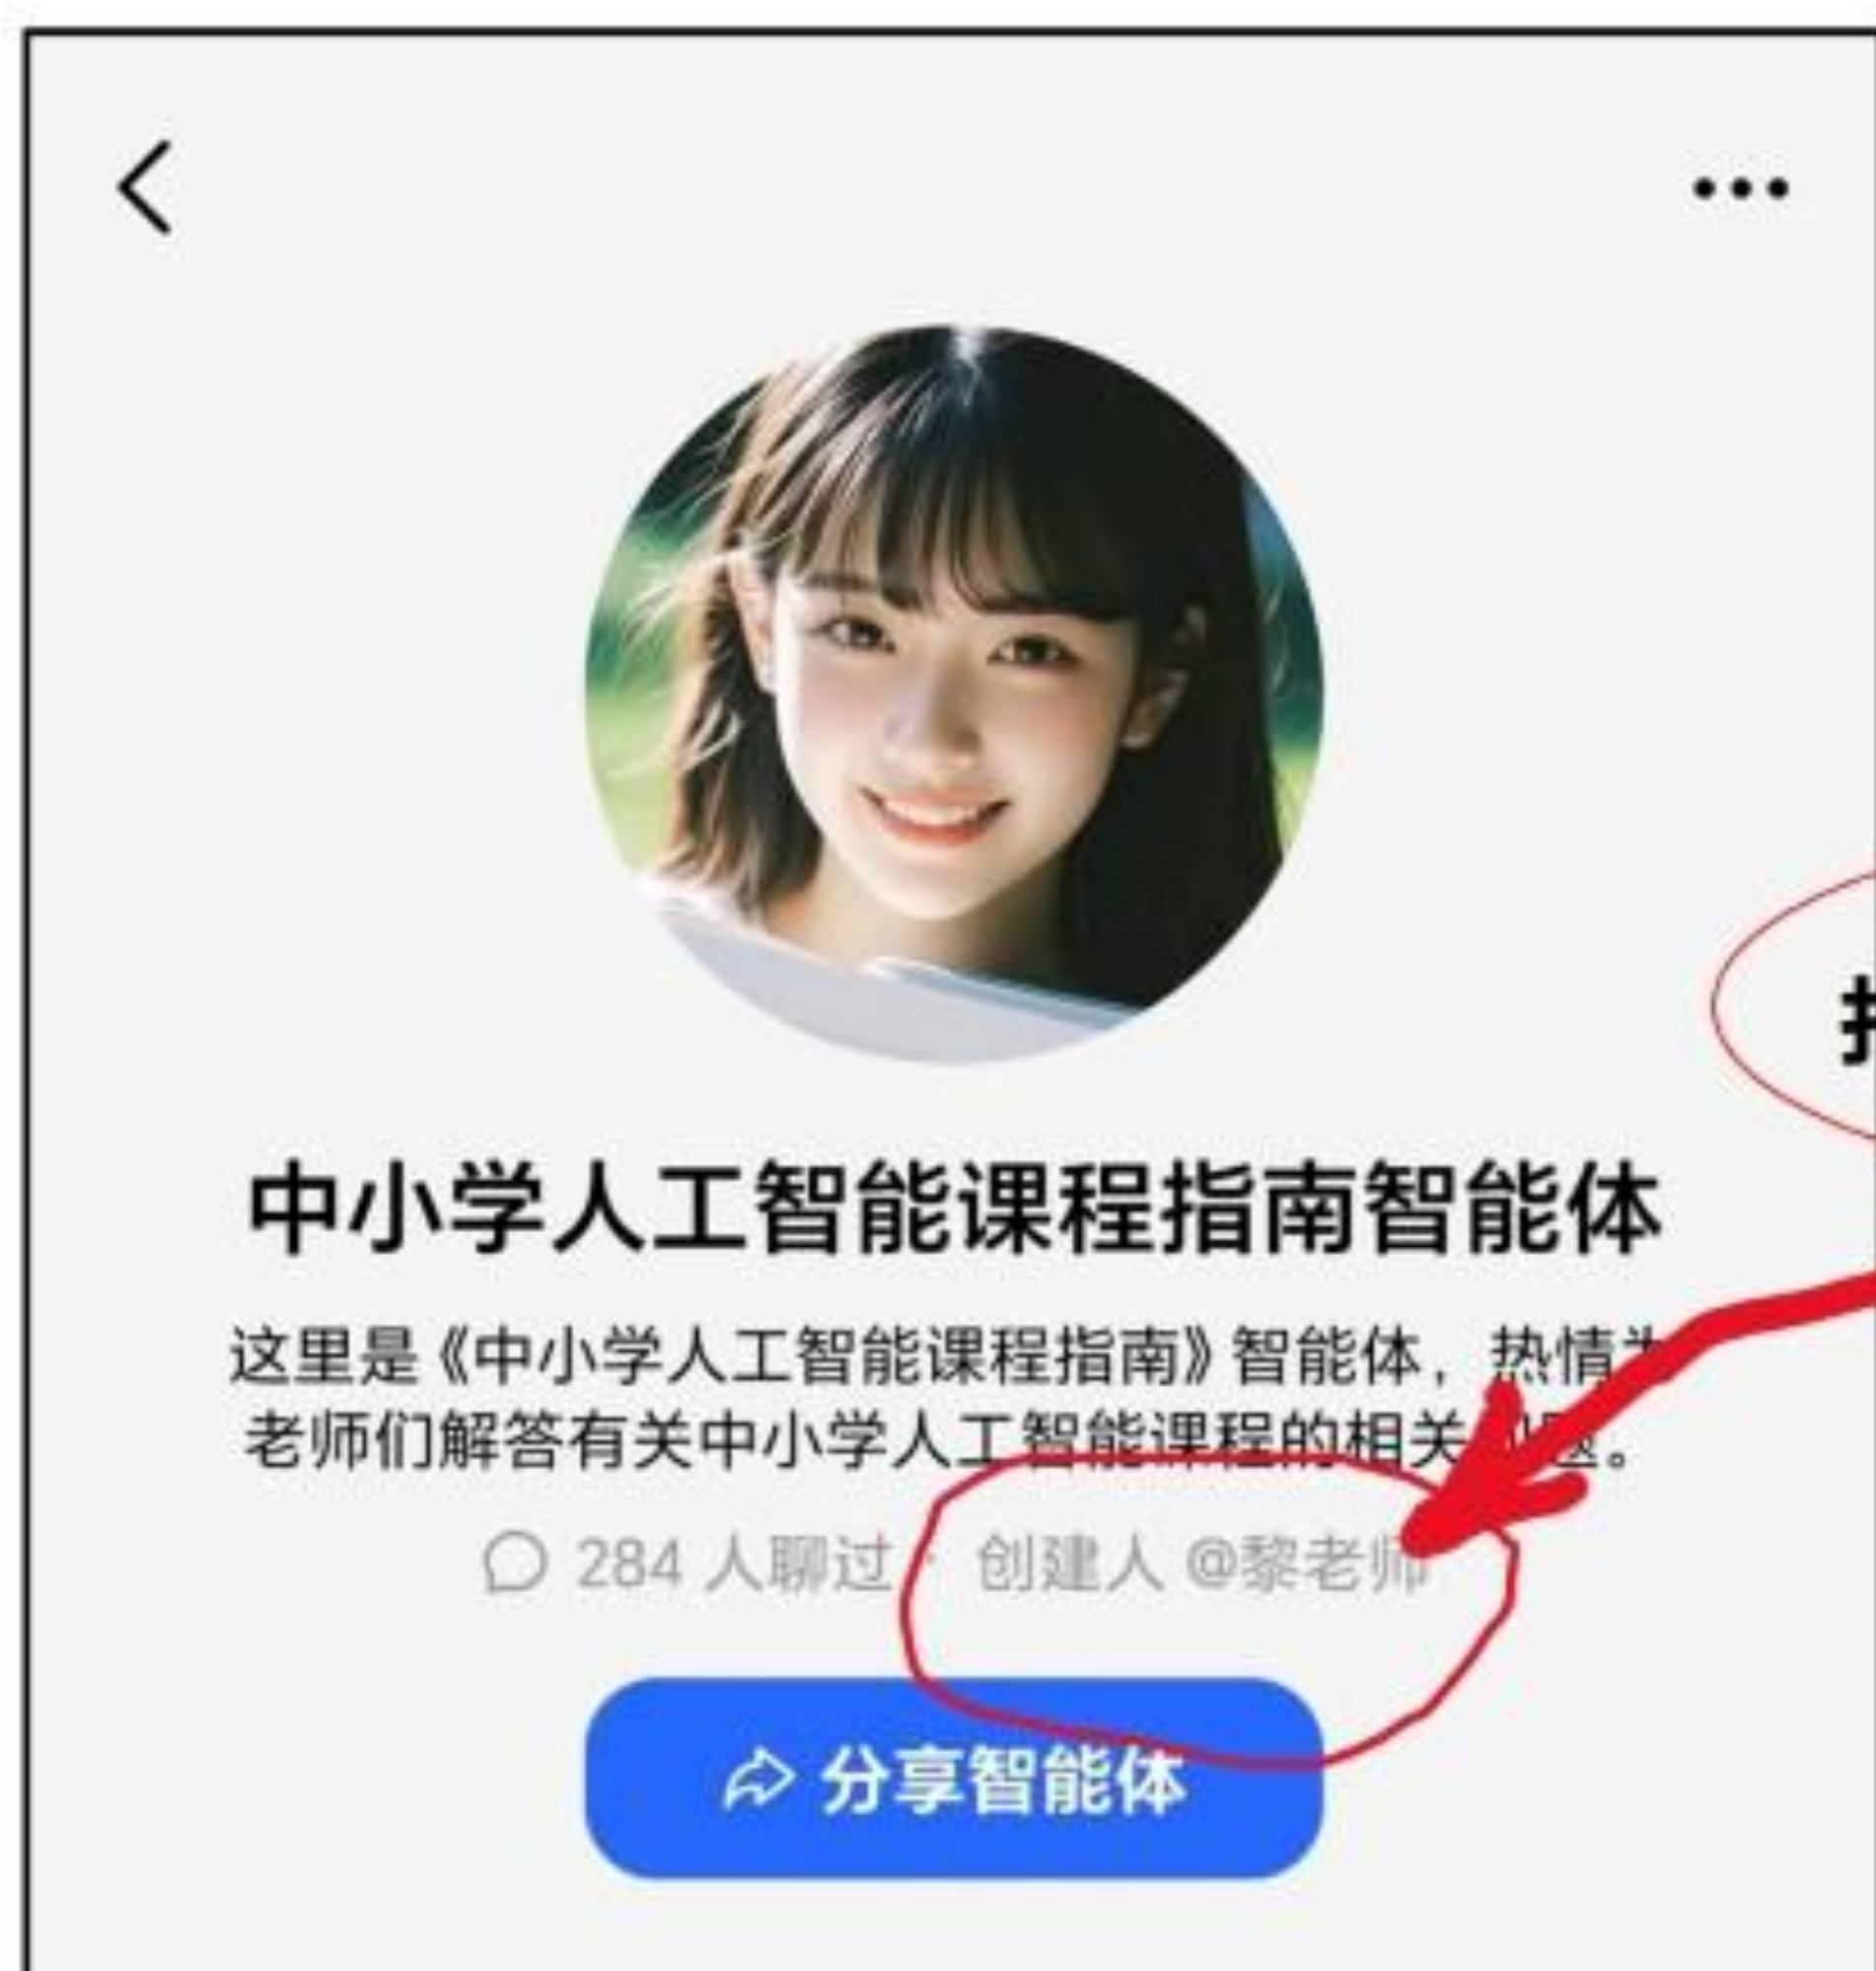 中小学人工智能课程指南智能体
这里是《中小学人工智能课程指南》智能体，热情为
老师们解答有关中小学人工智能课程的相关。
284 人聊过 · 创建人 @黎老师
分享智能体